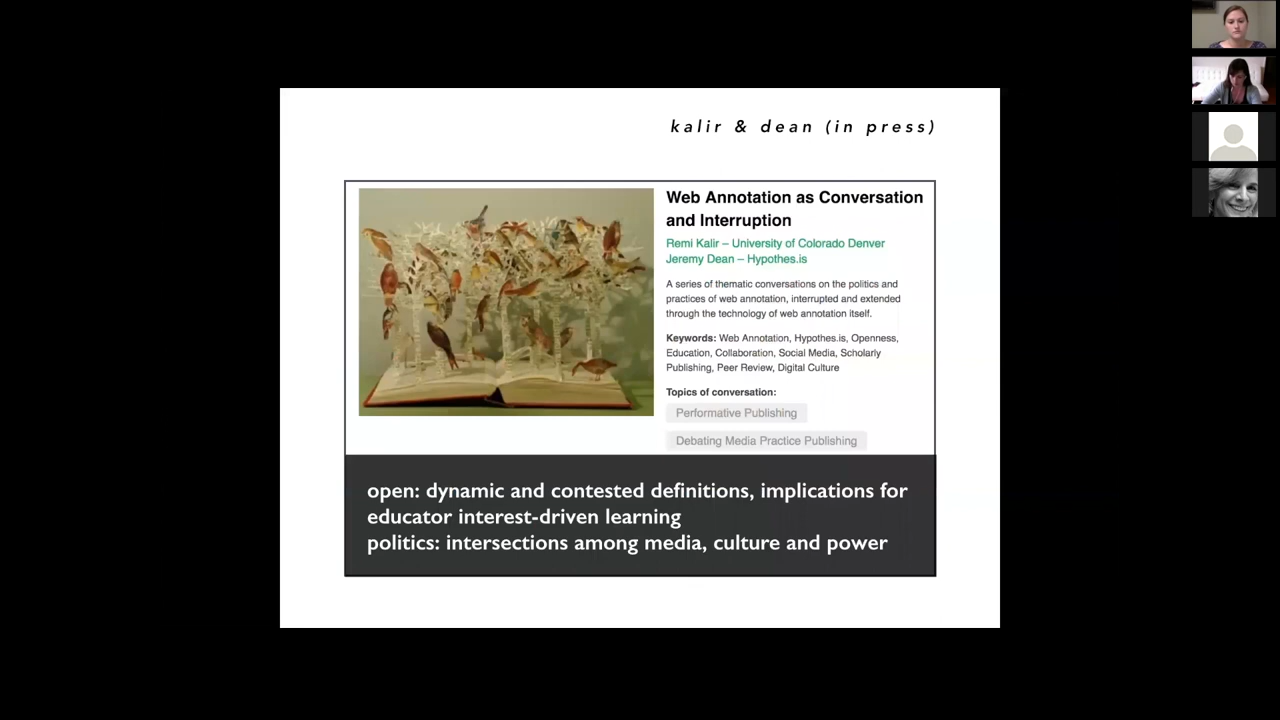 kalir & dean (in press)
Web Annotation as Conversation
and Interruption
Remi Kalir – University of Colorado Denver
Jeremy Dean – Hypothes.is
A series of thematic conversations on the politics and
practices of web annotation, interrupted and extended
through the technology of web annotation itself.
Keywords: Web Annotation, Hypothes.is, Openness,
Education, Collaboration, Social Media, Scholarly
Publishing, Peer Review, Digital Culture
Topics of conversation:
Performative Publishing
Debating Media Practice Publishing
open: dynamic and contested definitions, implications for
educator interest-driven learning
politics: intersections among media, culture and power